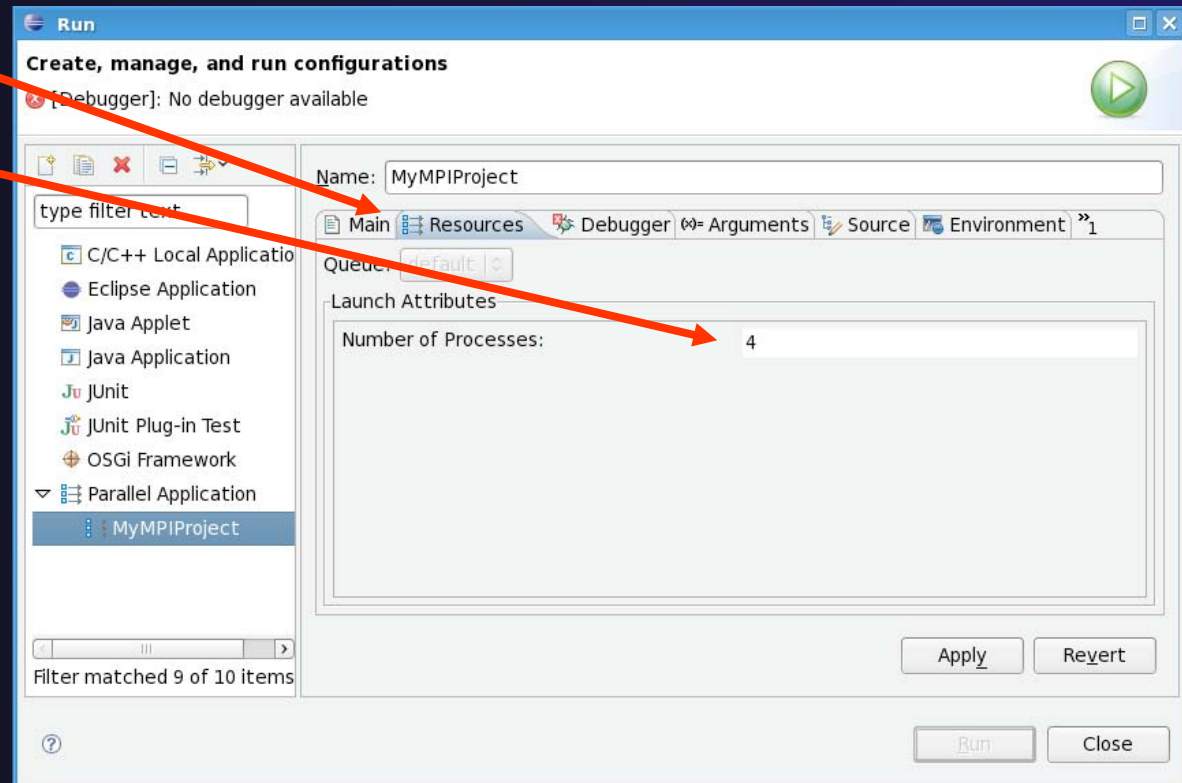 Run
Create, manage, and run configurations
[Debugger]: No debugger available
Name: MyMPIProject
type filter text
Main Resources Debugger (x)= Arguments Source Environment »1
C/C++ Local Applicatio
Queue: default
Eclipse Application
Launch Attributes
Java Applet
Number of Processes: 4
Java Application
JU JUnit
JUnit Plug-in Test
OSGi Framework
Parallel Application
MyMPIProject
Apply Revert
Filter matched 9 of 10 items
? Run Close